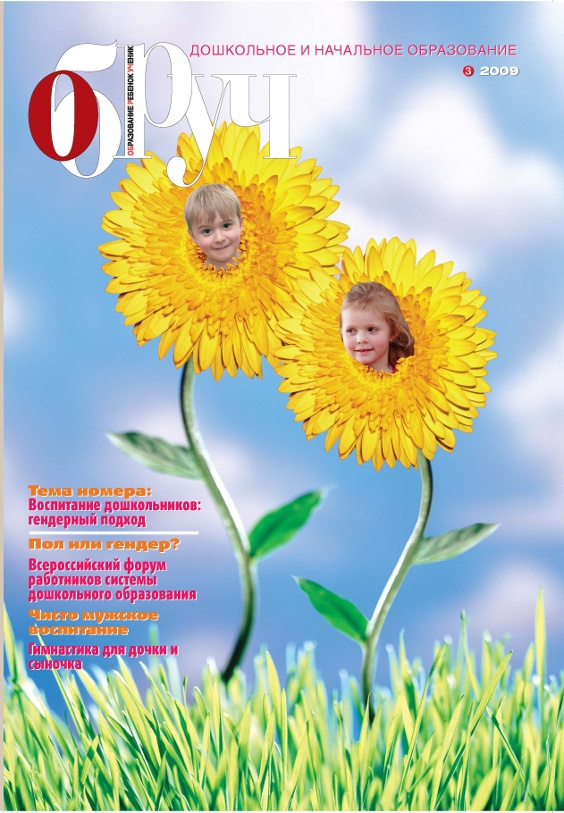 ДОШКОЛЬНОЕ И НАЧАЛЬНОЕ ОБРАЗОВАНИЕ
3 2009
обруч
ОБРАЗОВАНИЕ РЕБЕНОК УЧЕНИК
Тема номера:
Воспитание дошкольников:
гендерный подход
Пол или гендер?
Всероссийский форум
работников системы
дошкольного образования
Чисто мужское
воспитание
Гимнастика для дочки и
сыночка